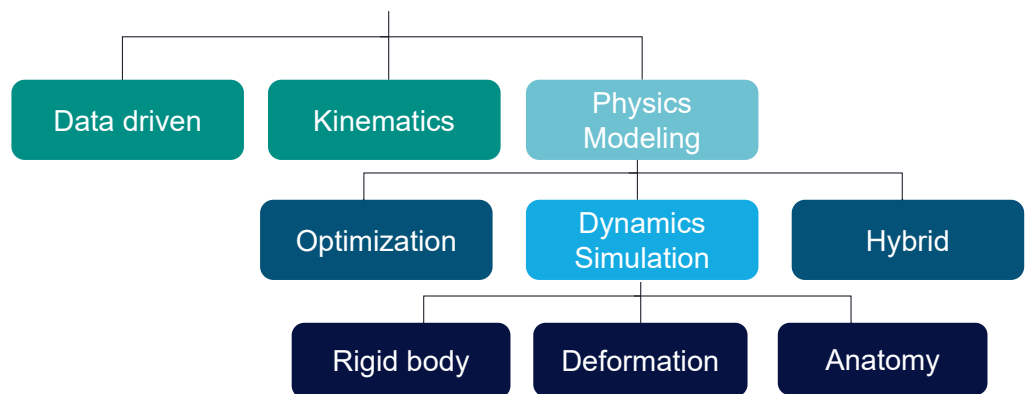 Data driven
Kinematics
Physics
Modeling
Optimization
Dynamics
Simulation
Hybrid
Rigid body
Deformation
Anatomy